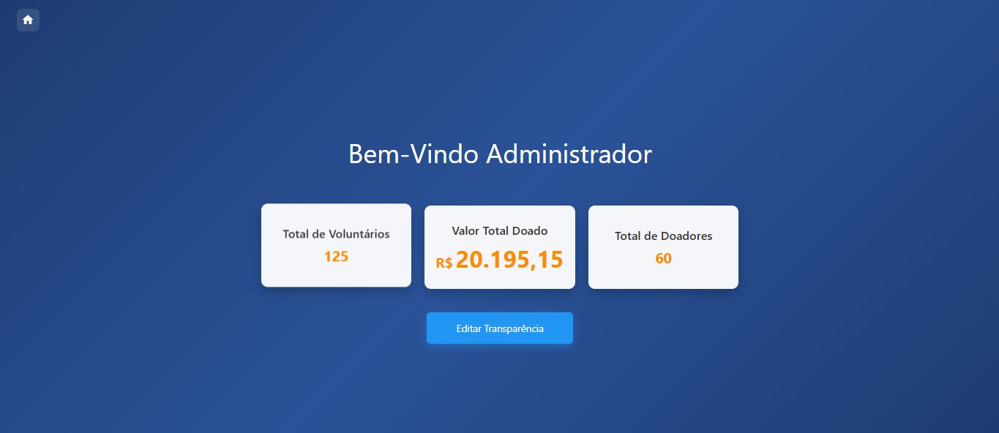 Bem-Vindo Administrador
Total de Voluntários
125
Valor Total Doado
R$ 20.195,15
Total de Doadores
60
Editar Transparência